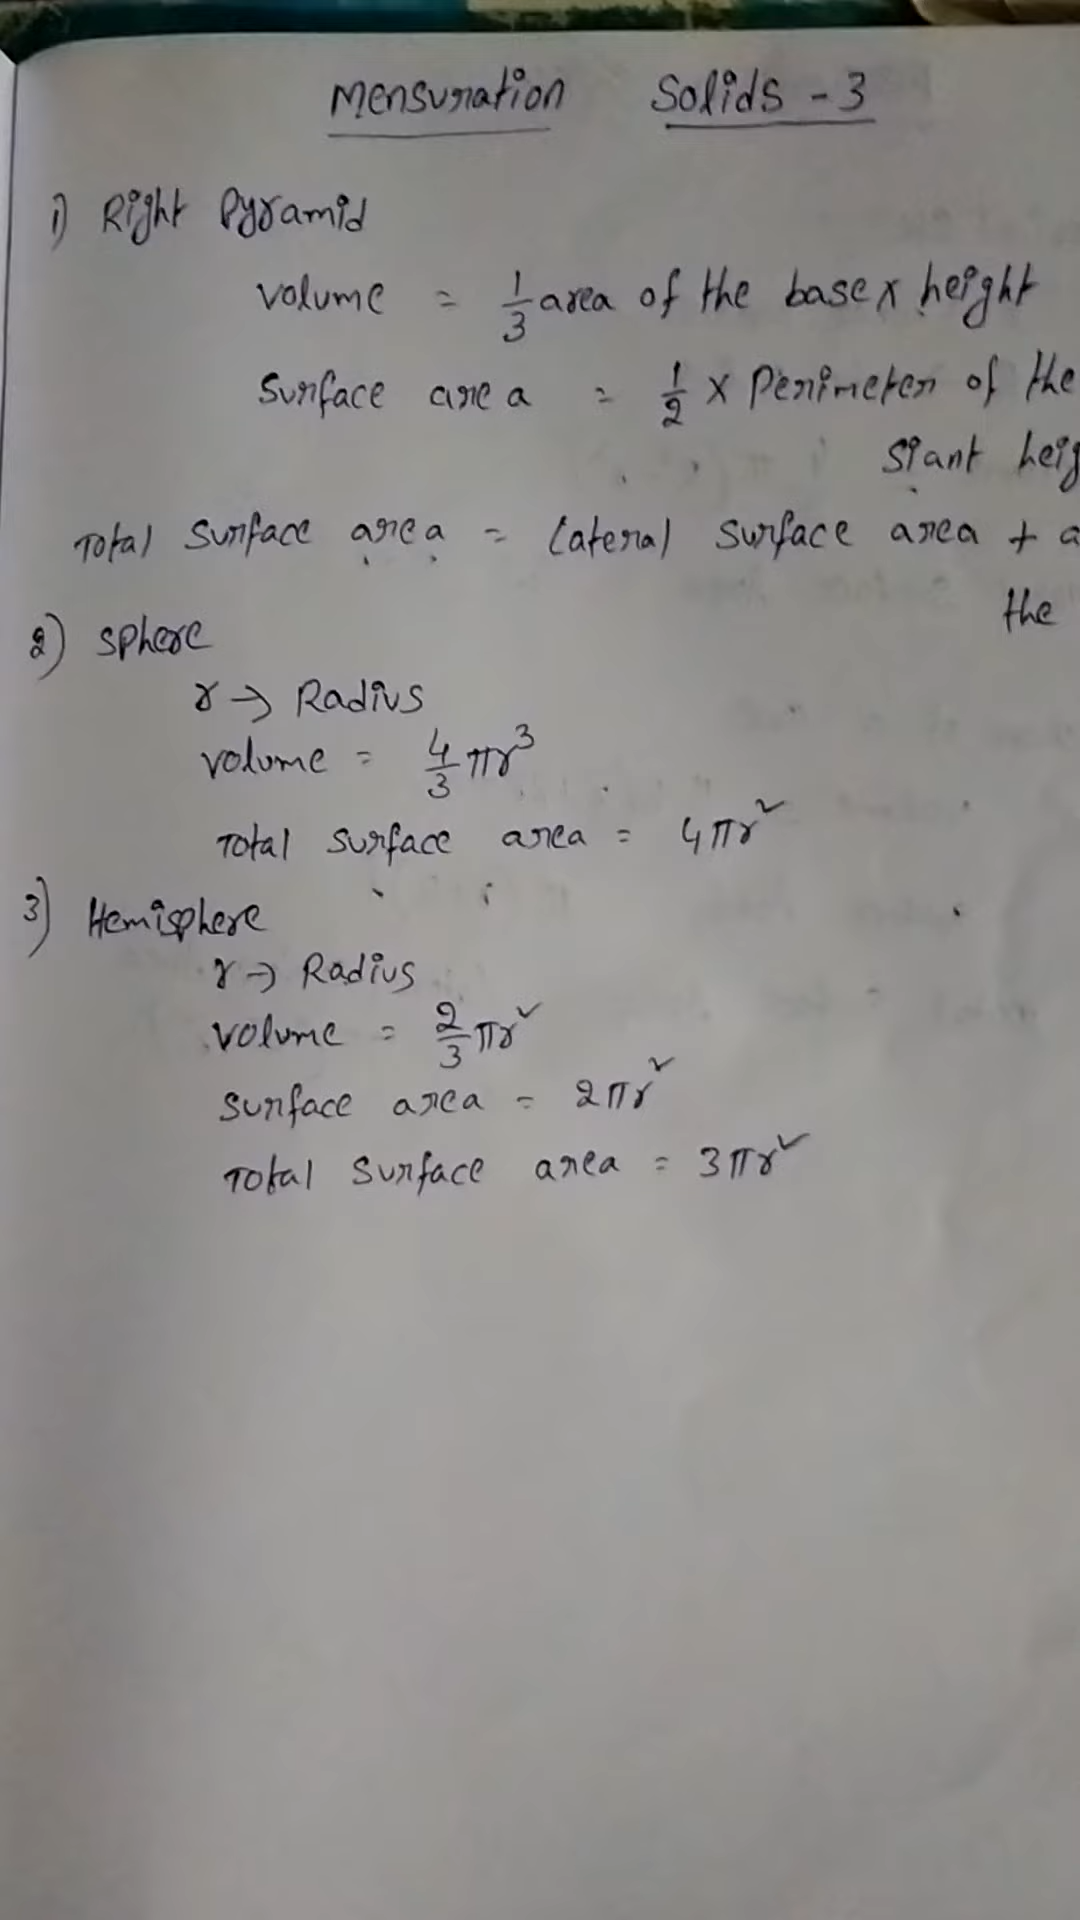 Mensuration Solids - 3
1) Right Pyramid
volume = 1/3 area of the base x height
Surface area = 1/2 x Perimeter of the
slant heig
Total Surface area = Lateral surface area + a
the
2) Sphere
r → Radius
volume = 4/3 πr³
Total surface area = 4πr²
3) Hemisphere
r → Radius
volume = 2/3 πr²
surface area = 2πr²
Total Surface area = 3πr²